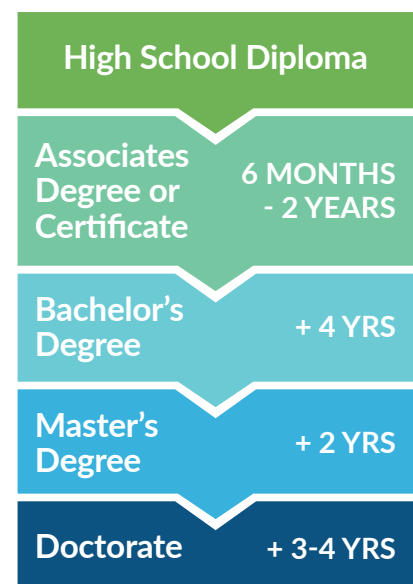 High School Diploma
Associates
Degree or
Certificate
6 MONTHS
- 2 YEARS
Bachelor’s
Degree
+ 4 YRS
Master’s
Degree
+ 2 YRS
Doctorate
+ 3-4 YRS